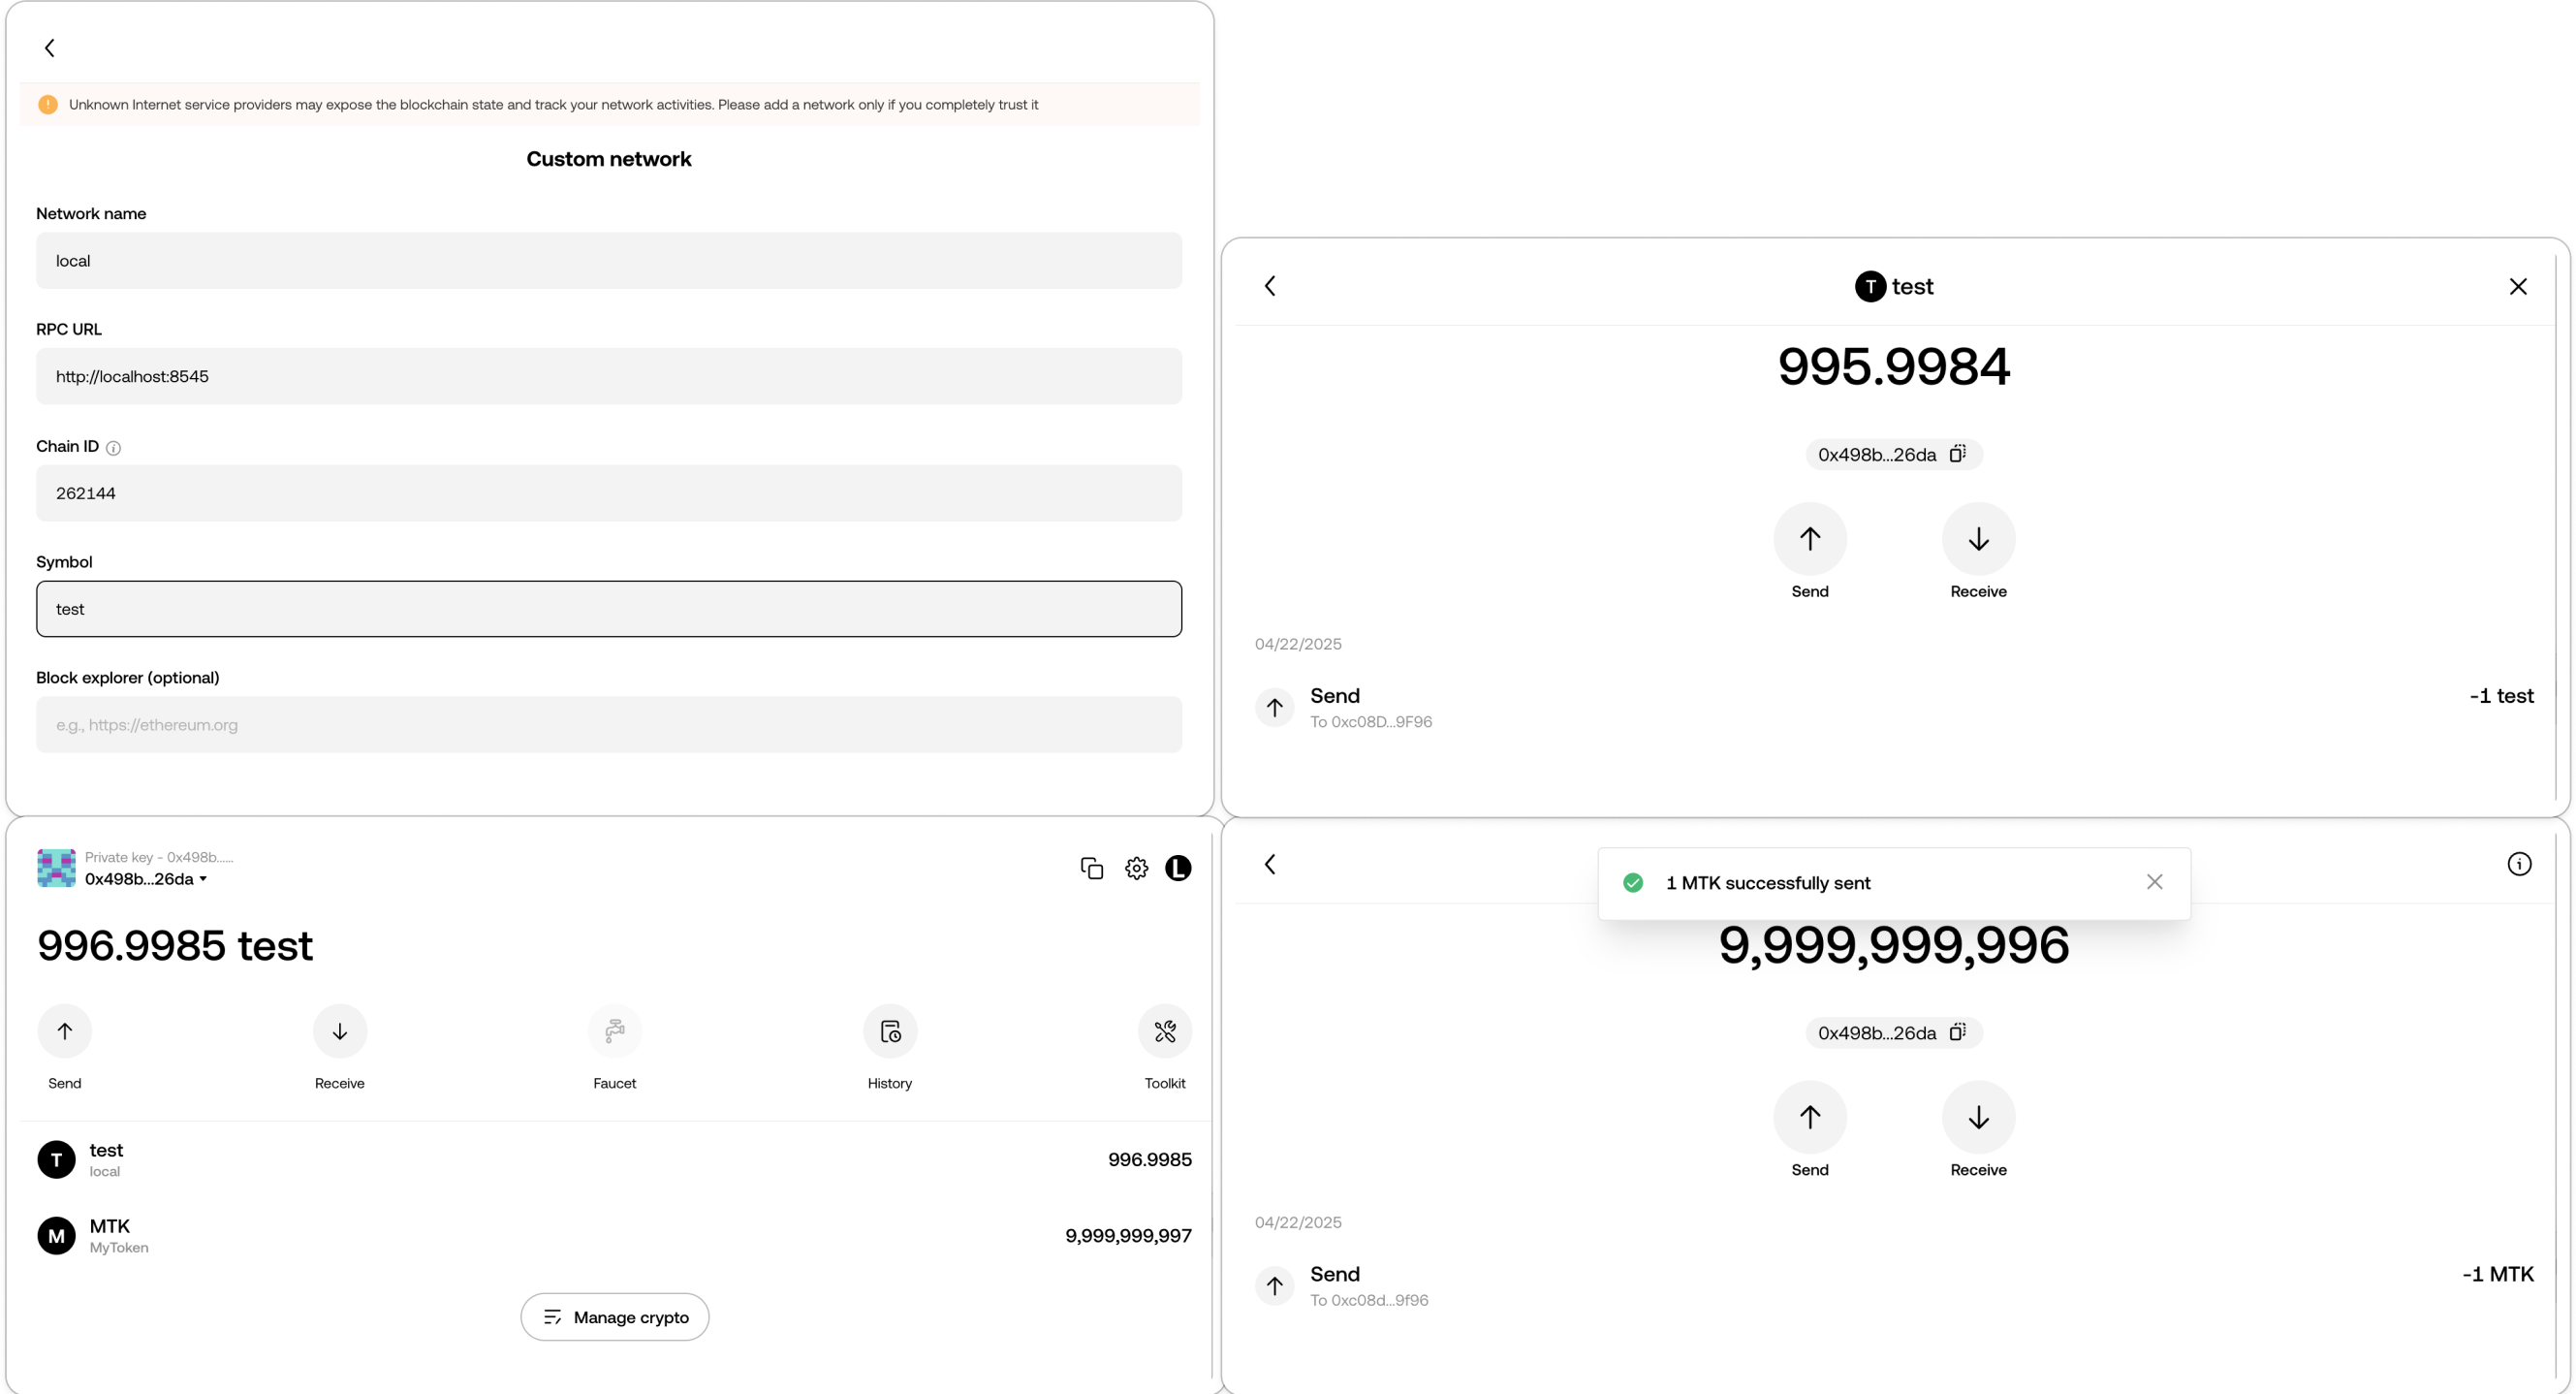 Unknown Internet service providers may expose the blockchain state and track your network activities. Please add a network only if you completely trust it
Custom network
Network name
local
RPC URL
http://localhost:8545
Chain ID
262144
Symbol
test
Block explorer (optional)
e.g., https://ethereum.org
T test
995.9984
0x498b...26da
Send
Receive
04/22/2025
Send
-1 test
To 0xc08D...9F96
Private key - 0x498b......
0x498b...26da
L
996.9985 test
Send
Receive
Faucet
History
Toolkit
T
test
local
996.9985
M
MTK
MyToken
9,999,999,997
Manage crypto
1 MTK successfully sent
9,999,999,996
0x498b...26da
Send
Receive
04/22/2025
Send
-1 MTK
To 0xc08d...9f96